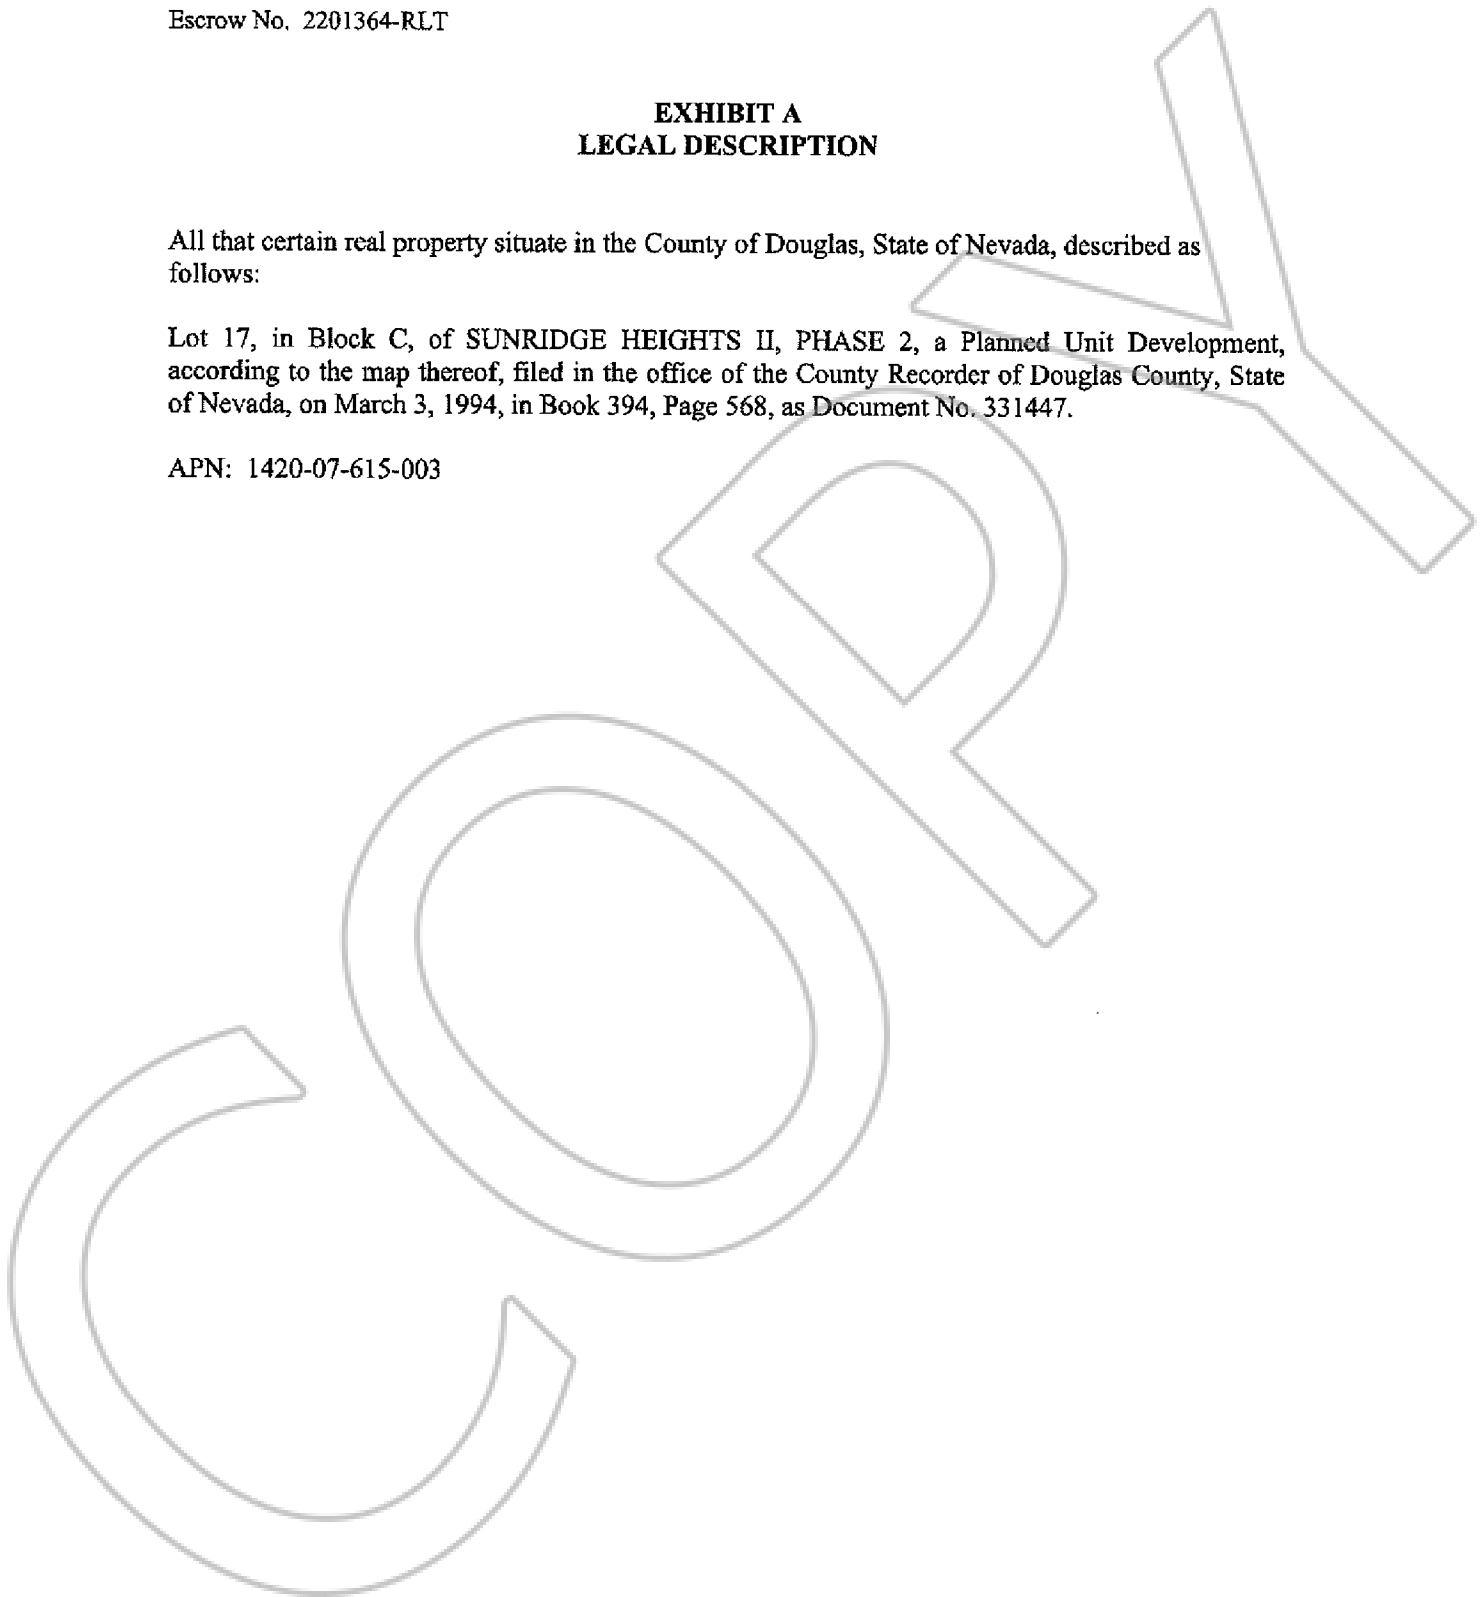 Escrow No. 2201364-RLT
EXHIBIT A
LEGAL DESCRIPTION
All that certain real property situate in the County of Douglas, State of Nevada, described as
follows:
Lot 17, in Block C, of SUNRIDGE HEIGHTS II, PHASE 2, a Planned Unit Development,
according to the map thereof, filed in the office of the County Recorder of Douglas County, State
of Nevada, on March 3, 1994, in Book 394, Page 568, as Document No. 331447.
APN: 1420-07-615-003
COPY